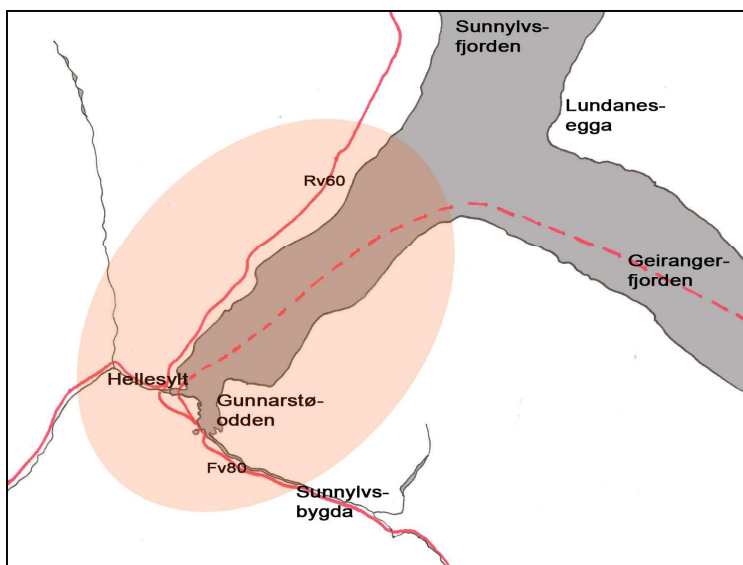 Sunnylvs-
fjorden
Lundanes-
egga
Rv60
Geiranger-
fjorden
Hellesylt
Gunnarstø-
odden
Fv80
Sunnylvs-
bygda